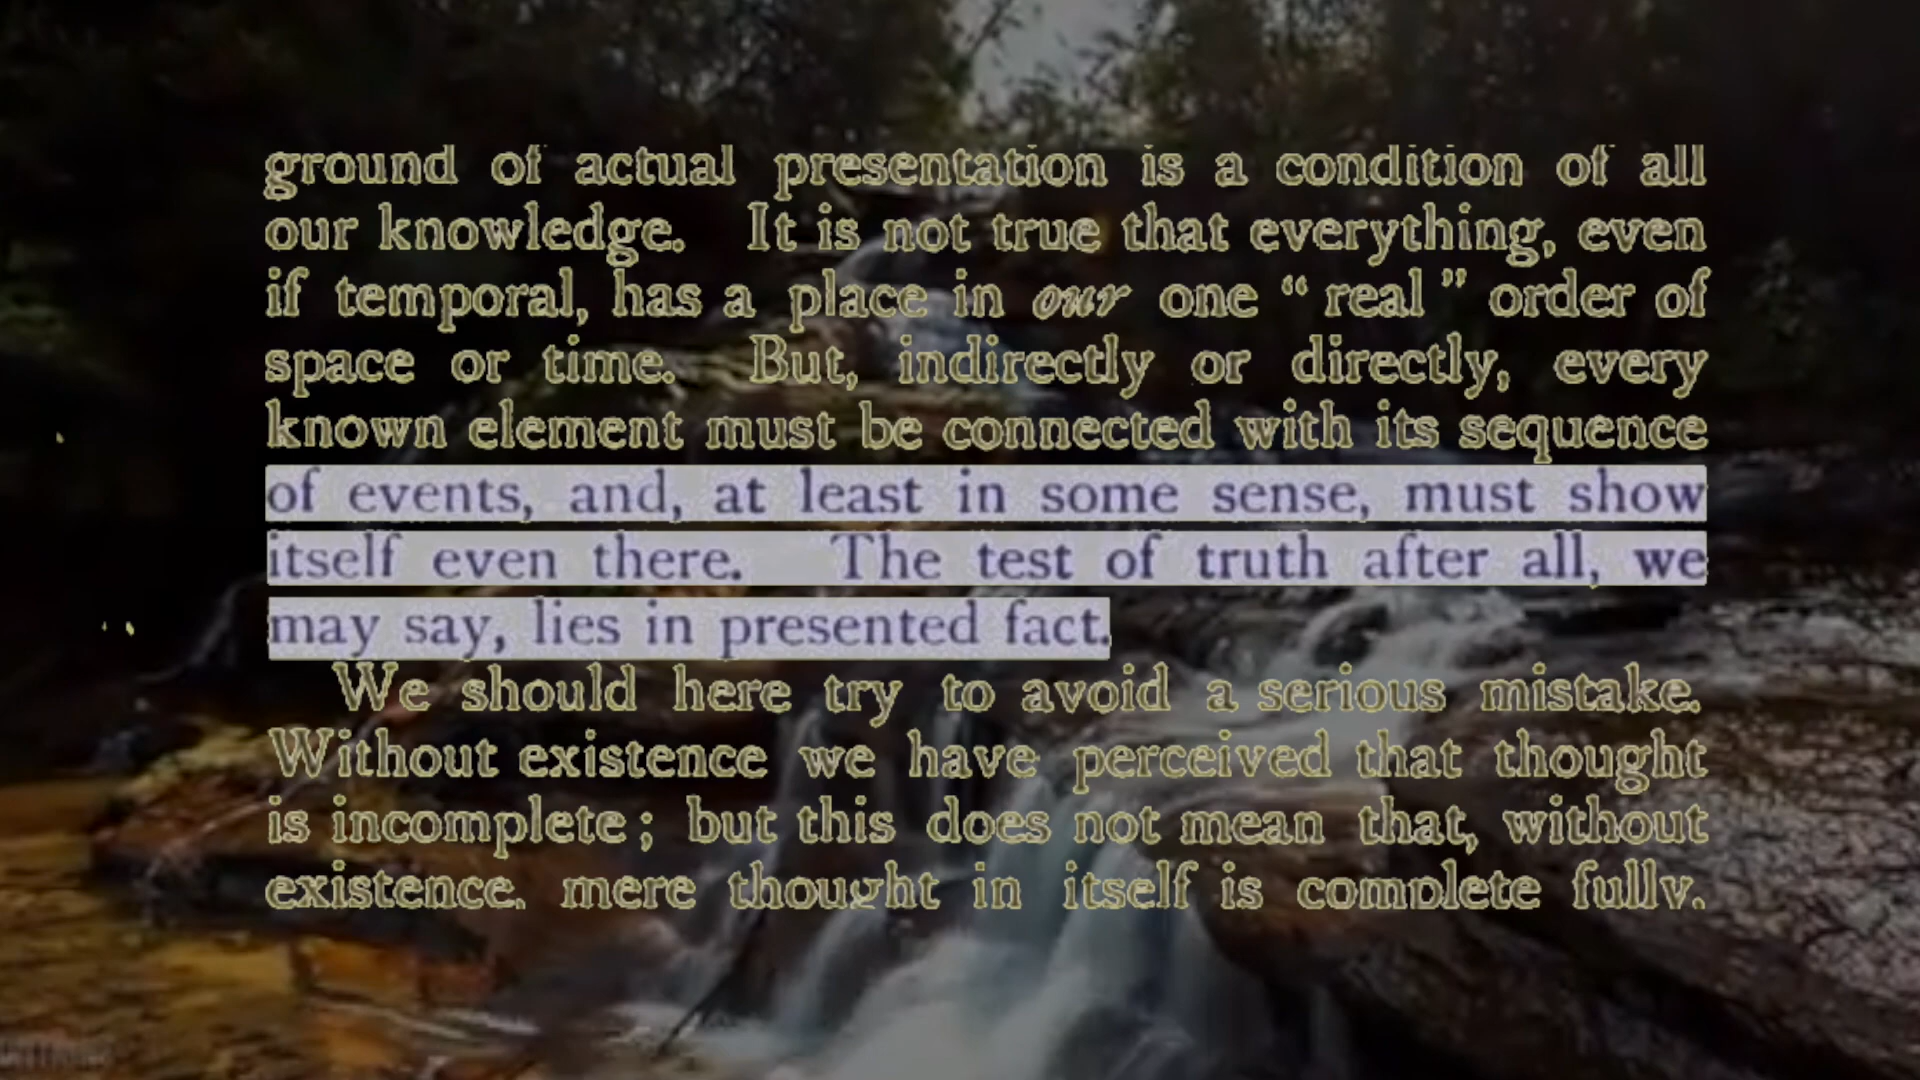 ground of actual presentation is a condition of all
our knowledge. It is not true that everything, even
if temporal, has a place in our one “ real ” order of
space or time. But, indirectly or directly, every
known element must be connected with its sequence
of events, and, at least in some sense, must show
itself even there. The test of truth after all, we
may say, lies in presented fact.
We should here try to avoid a serious mistake.
Without existence we have perceived that thought
is incomplete ; but this does not mean that, without
existence, mere thought in itself is complete fully,